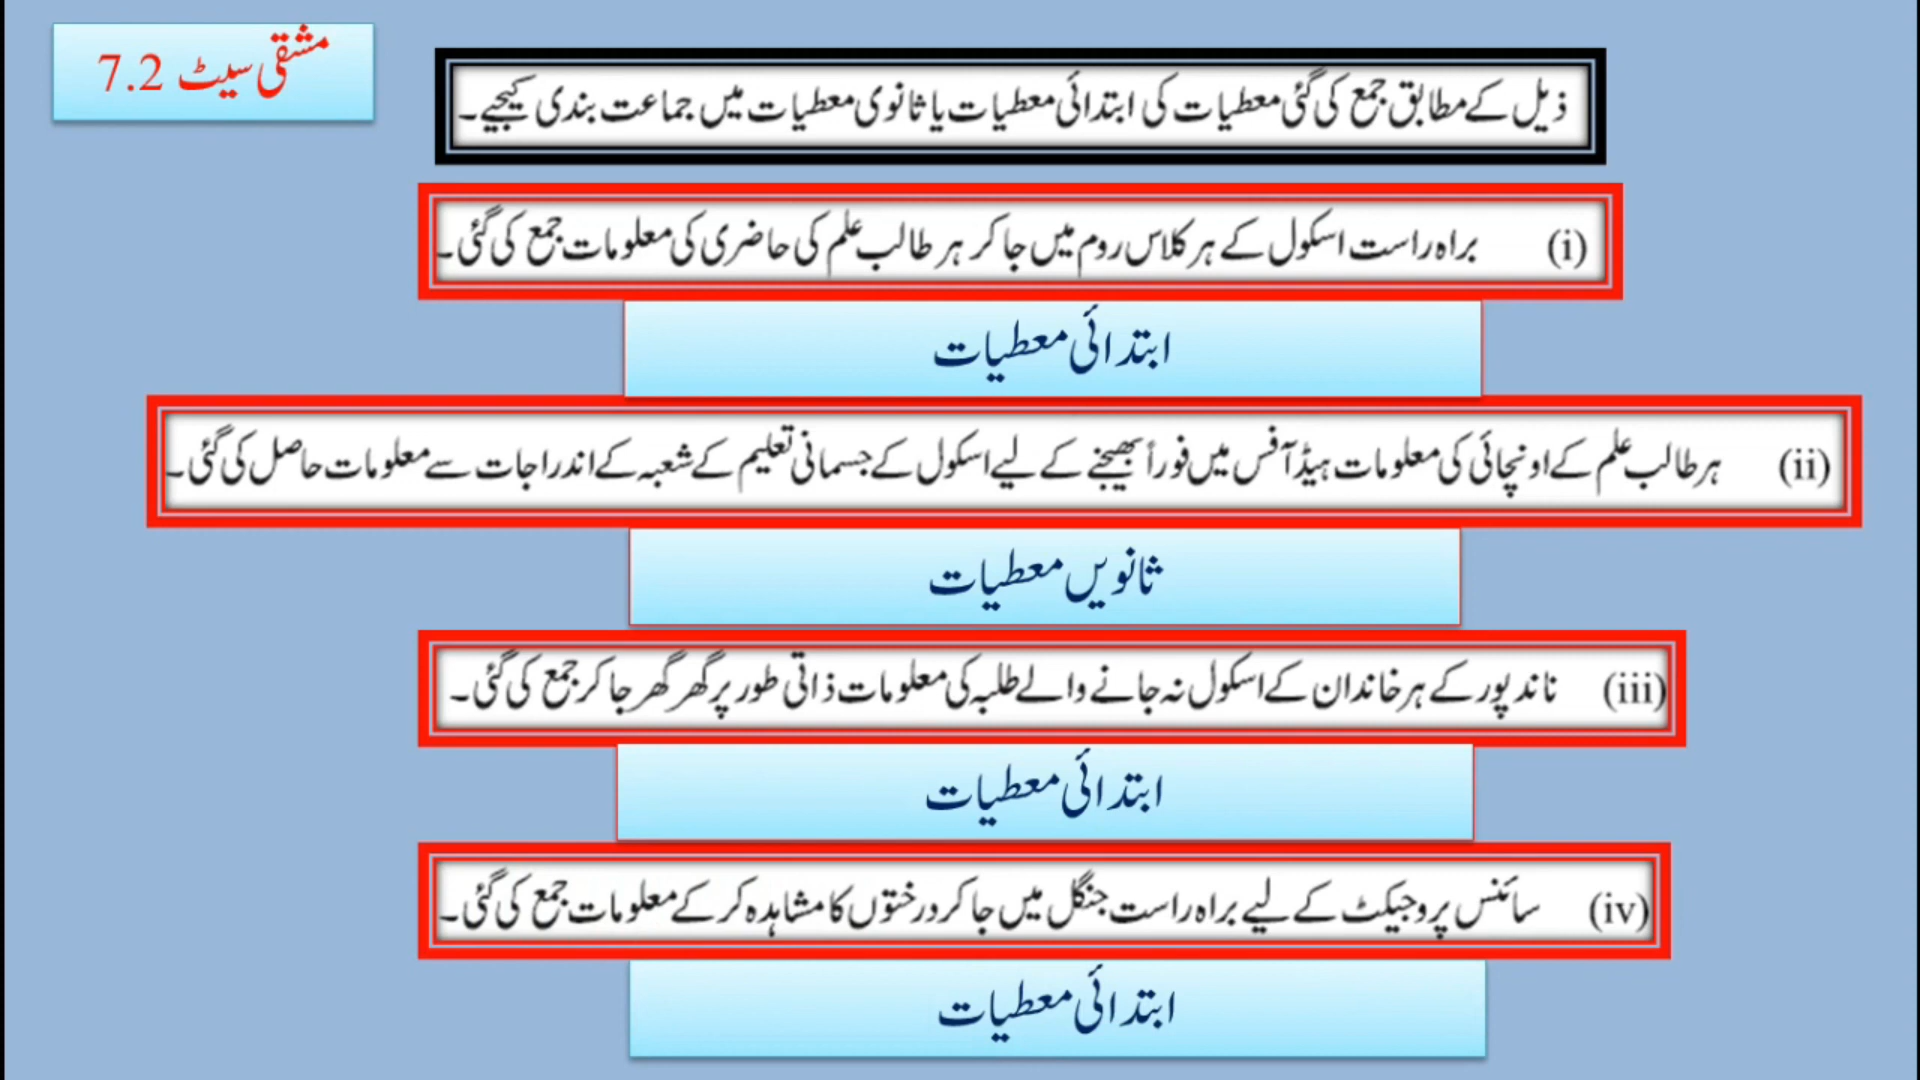 مشقی سیٹ 7.2
ذیل کے مطابق جمع کی گئی معطیات کی ابتدائی معطیات یا ثانوی معطیات میں جماعت بندی کیجیے۔
(i) براہ راست اسکول کے ہر کلاس روم میں جا کر ہر طالب علم کی حاضری کی معلومات جمع کی گئی۔
ابتدائی معطیات
(ii) ہر طالب علم کے اونچائی کی معلومات ہیڈ آفس میں فوراً بھیجنے کے لیے اسکول کے جسمانی تعلیم کے شعبہ کے اندراجات سے معلومات حاصل کی گئی۔
ثانویں معطیات
(iii) ناند پور کے ہر خاندان کے اسکول نہ جانے والے طلبہ کی معلومات ذاتی طور پر گھر گھر جا کر جمع کی گئی۔
ابتدائی معطیات
(iv) سائنس پروجیکٹ کے لیے براہ راست جنگل میں جا کر درختوں کا مشاہدہ کر کے معلومات جمع کی گئی۔
ابتدائی معطیات